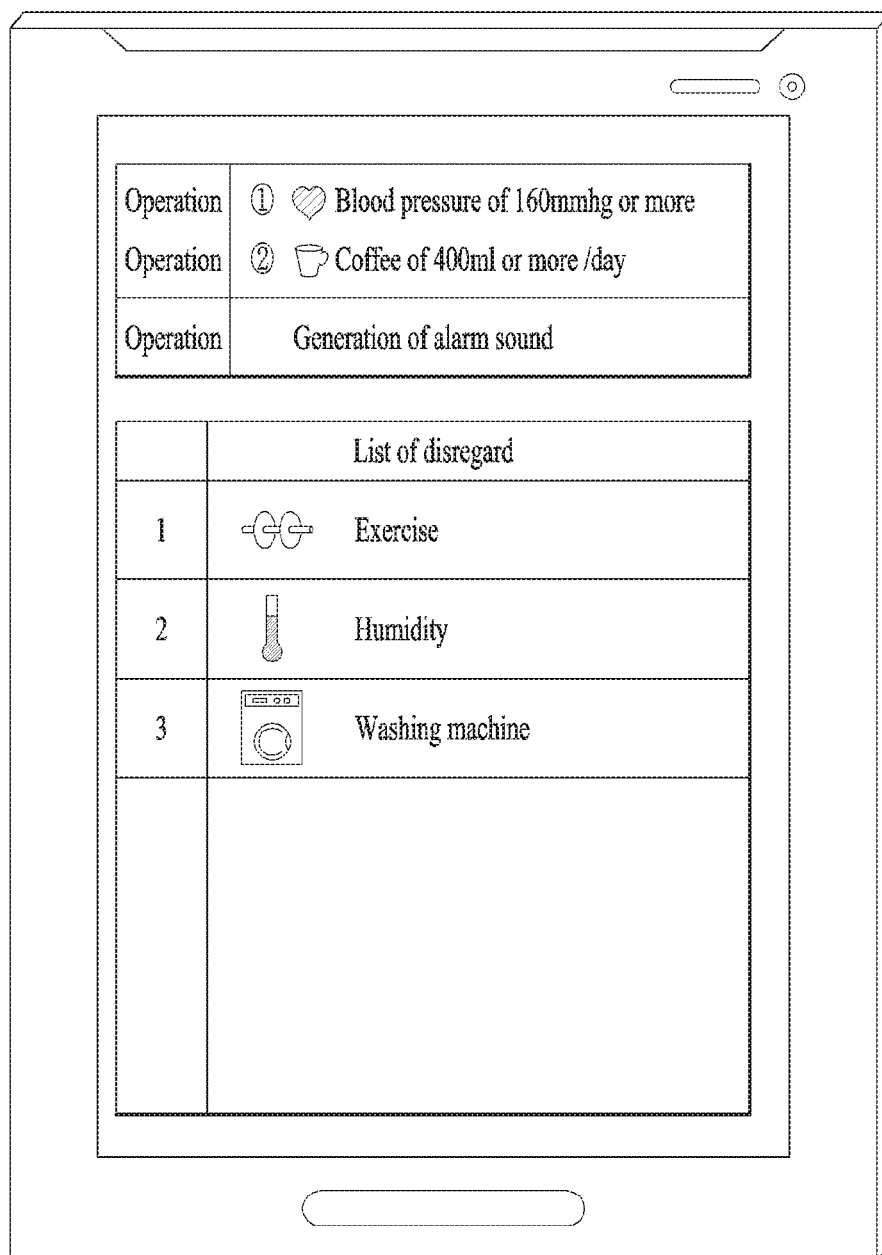 Operation ① Blood pressure of 160mmhg or more
Operation ② Coffee of 400ml or more /day
Operation Generation of alarm sound
List of disregard
1 Exercise
2 Humidity
3 Washing machine